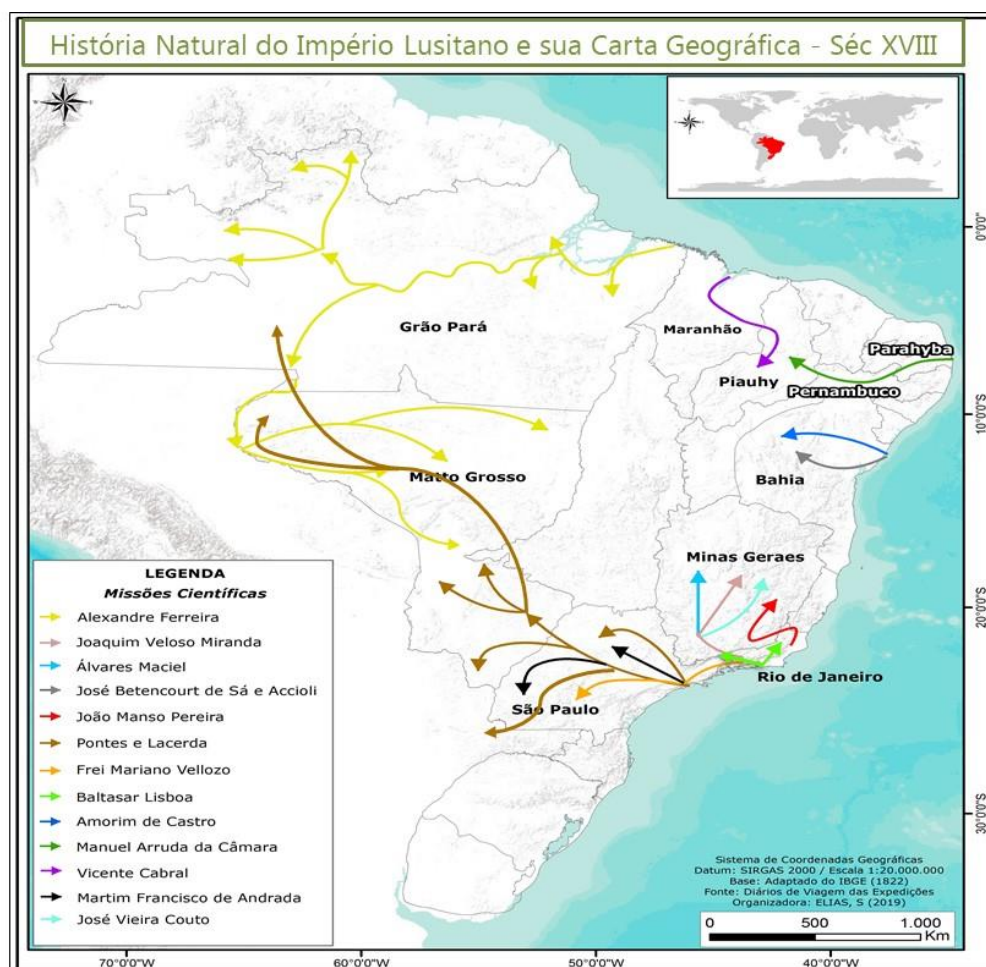 História Natural do Império Lusitano e sua Carta Geográfica - Séc XVIII
0°0'0"
Grão Pará
Maranhão
Parahyba
Piauhy
Pernambuco
10°0'0"S
Matto Grosso
Bahia
Minas Geraes
20°0'0"S
Rio de Janeiro
São Paulo
30°0'0"S
LEGENDA
Missões Científicas
Alexandre Ferreira
Joaquim Veloso Miranda
Álvares Maciel
José Betencourt de Sá e Accioli
João Manso Pereira
Pontes e Lacerda
Frei Mariano Vellozo
Baltasar Lisboa
Amorim de Castro
Manuel Arruda da Câmara
Vicente Cabral
Martim Francisco de Andrada
José Vieira Couto
Sistema de Coordenadas Geográficas
Datum: SIRGAS 2000 / Escala 1:20.000.000
Base: Adaptado do IBGE (1822)
Fonte: Diários de Viagem das Expedições
Organizadora: ELIAS, S (2019)
0 500 1.000
Km
70°0'0"W 60°0'0"W 50°0'0"W 40°0'0"W